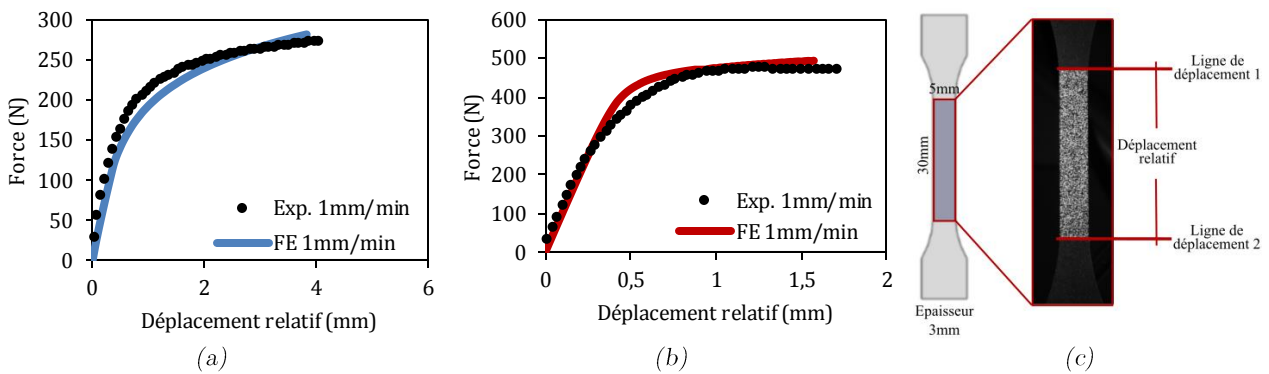 300
250
200
150
100
50
0
Force (N)
Exp. 1mm/min
FE 1mm/min
0
2
4
6
Déplacement relatif (mm)
(a)
600
500
400
300
200
100
0
Force (N)
Exp. 1mm/min
FE 1mm/min
0
0,5
1
1,5
2
Déplacement relatif (mm)
(b)
5mm
30mm
Epaisseur
3mm
Ligne de
déplacement 1
Déplacement
relatif
Ligne de
déplacement 2
(c)